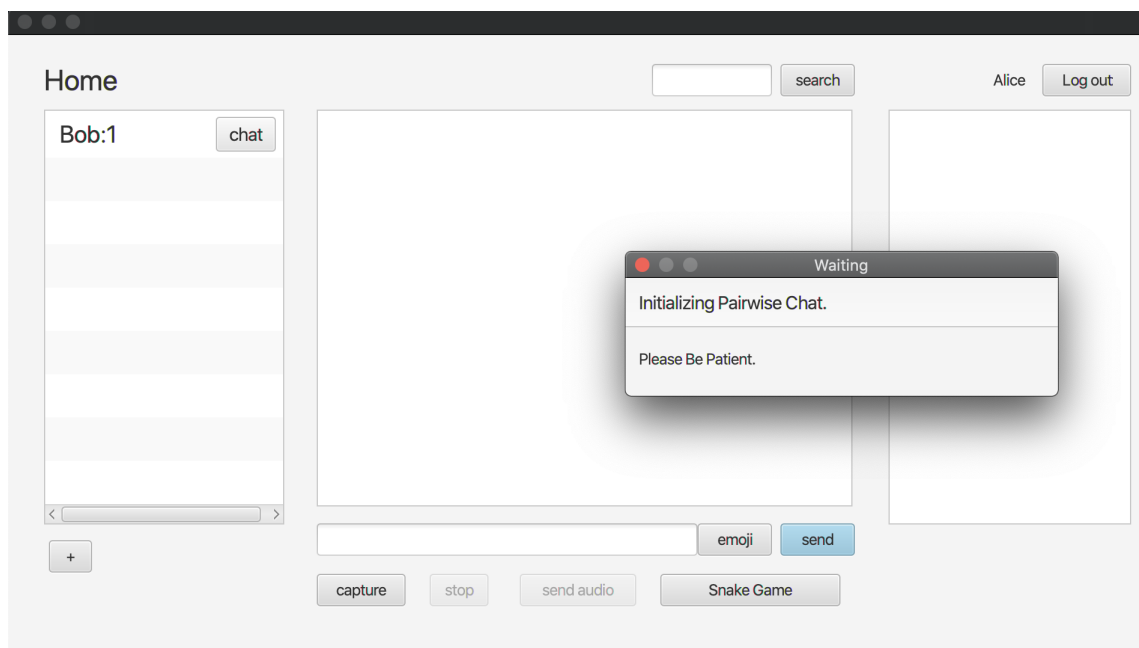 Home
search
Alice
Log out
Bob:1
chat
Waiting
Initializing Pairwise Chat.
Please Be Patient.
+
emoji
send
capture
stop
send audio
Snake Game